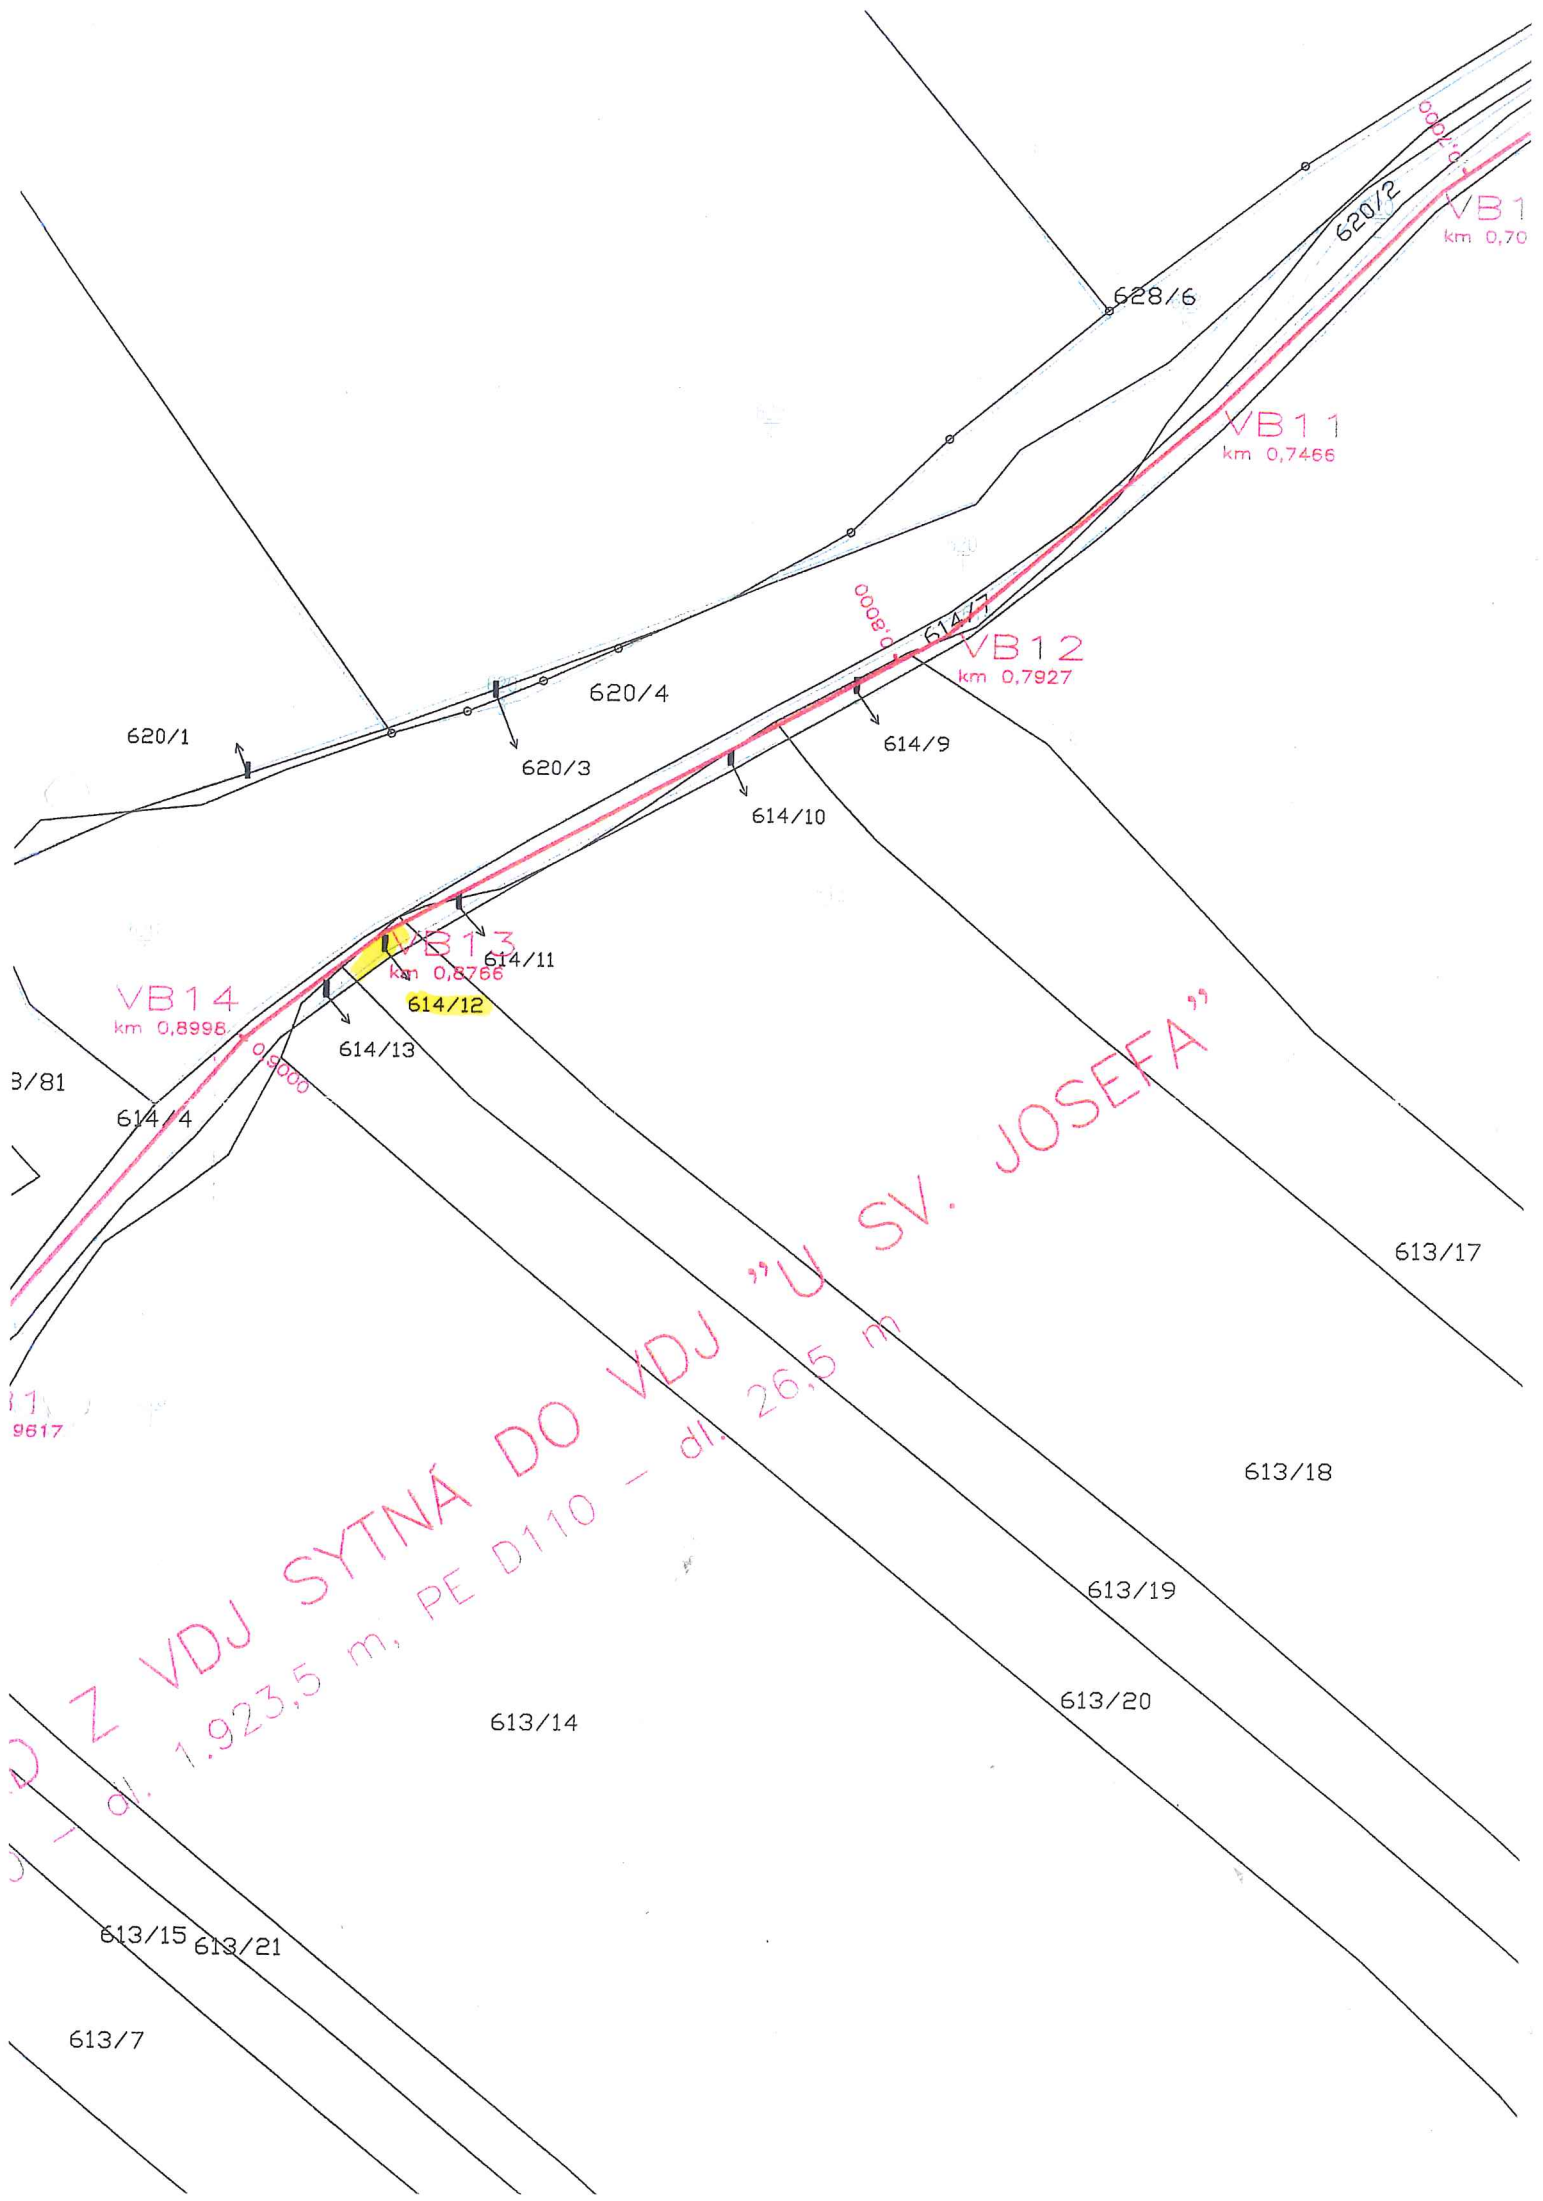 0,7000
620/2
VB1
km 0,70
628/6
VB11
km 0,7466
0,8000
614/7
VB12
km 0,7927
620/4
620/1
614/9
620/3
614/10
VB13
km 0,8766
614/11
VB14
km 0,8998
614/12
614/13
0,9000
3/81
614/4
"U SV. JOSEFA"
613/17
9617
Z VDJ SYTNÁ DO VDJ
dl. 1.923,5 m, PE D110 – dl. 26,5 m
613/18
613/19
613/20
613/14
613/15
613/21
613/7